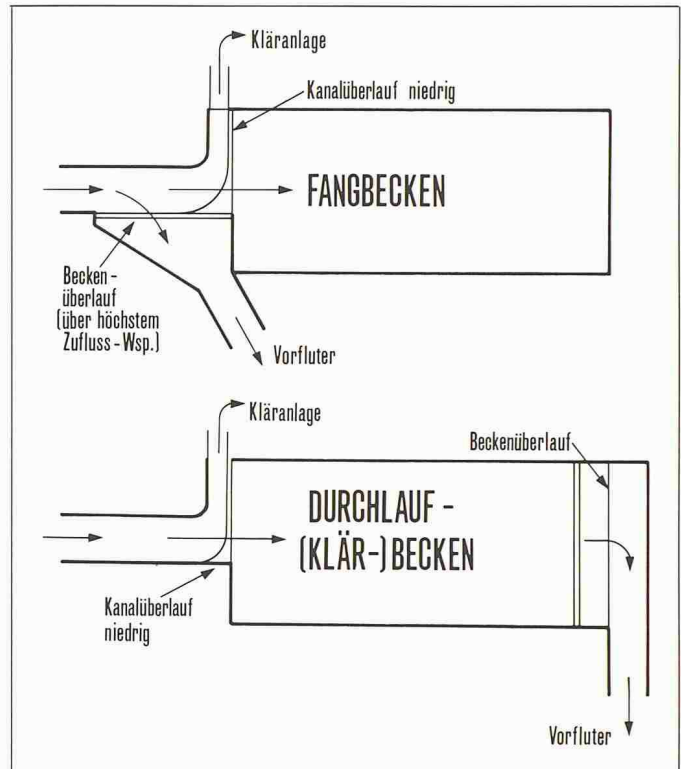 Kläranlage
Kanalüberlauf niedrig
FANGBECKEN
Becken-
überlauf
(über höchstem
Zufluss-Wsp.)
Vorfluter
Kläranlage
Beckenüberlauf
DURCHLAUF-
(KLÄR-)BECKEN
Kanalüberlauf
niedrig
Vorfluter